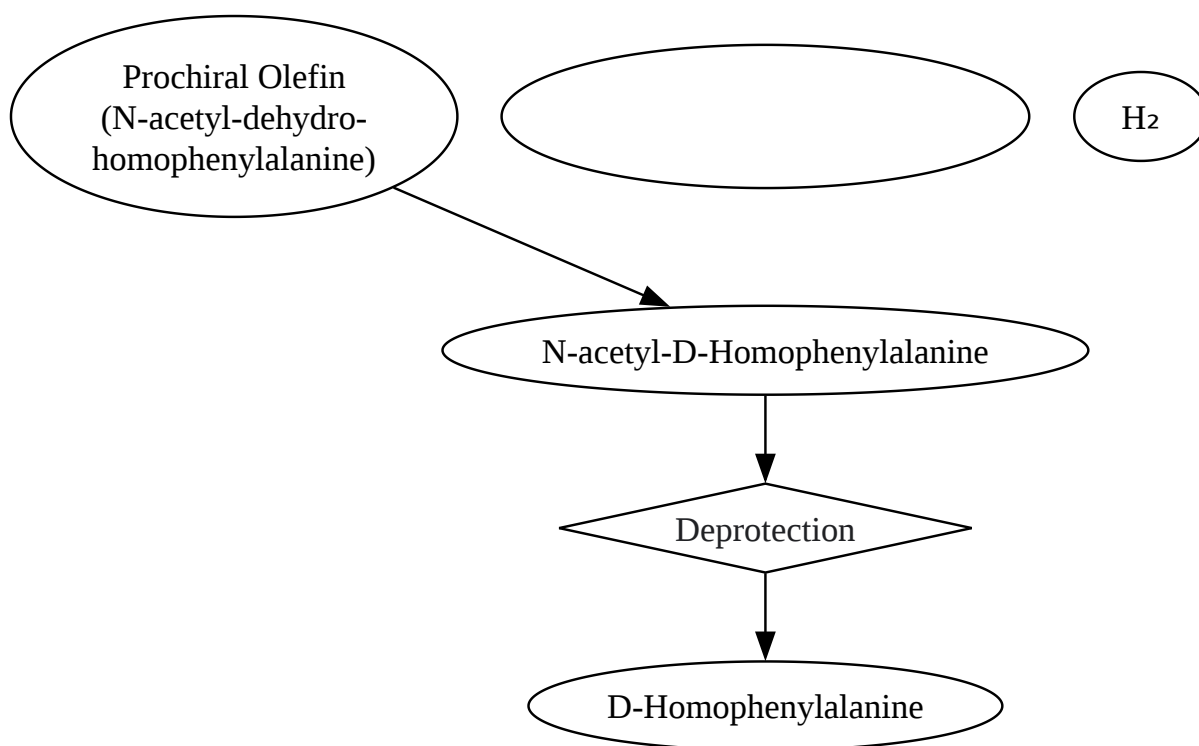 Prochiral Olefin
(N-acetyl-dehydro-
homophenylalanine)
H₂
N-acetyl-D-Homophenylalanine
Deprotection
D-Homophenylalanine